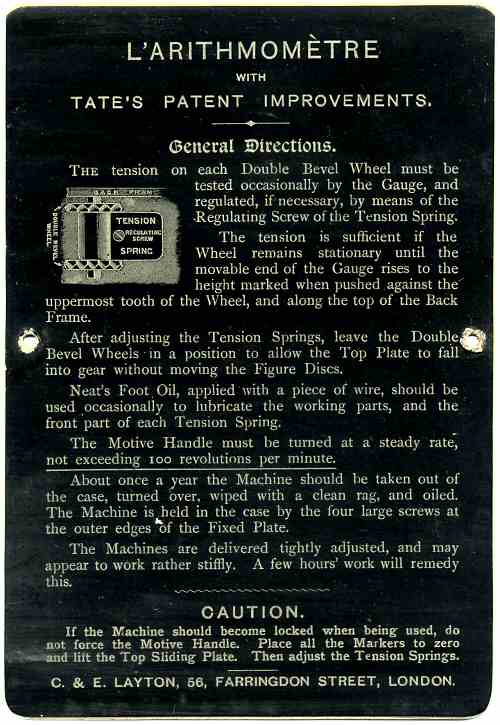 L'ARITHMOMÈTRE
WITH
TATE'S PATENT IMPROVEMENTS.
General Directions.
THE tension on each Double Bevel Wheel must be
tested occasionally by the Gauge, and
regulated, if necessary, by means of the
Regulating Screw of the Tension Spring.
BACK FRAME
DOUBLE BEVEL
WHEEL
TENSION
REGULATING
SCREW
SPRING
The tension is sufficient if the
Wheel remains stationary until the
movable end of the Gauge rises to the
height marked when pushed against the
uppermost tooth of the Wheel, and along the top of the Back
Frame.
After adjusting the Tension Springs, leave the Double
Bevel Wheels in a position to allow the Top Plate to fall
into gear without moving the Figure Discs.
Neat's Foot Oil, applied with a piece of wire, should be
used occasionally to lubricate the working parts, and the
front part of each Tension Spring.
The Motive Handle must be turned at a steady rate,
not exceeding 100 revolutions per minute.
About once a year the Machine should be taken out of
the case, turned over, wiped with a clean rag, and oiled.
The Machine is held in the case by the four large screws at
the outer edges of the Fixed Plate.
The Machines are delivered tightly adjusted, and may
appear to work rather stiffly. A few hours' work will remedy
this.
CAUTION.
If the Machine should become locked when being used, do
not force the Motive Handle. Place all the Markers to zero
and lift the Top Sliding Plate. Then adjust the Tension Springs.
C. & E. LAYTON, 56, FARRINGDON STREET, LONDON.